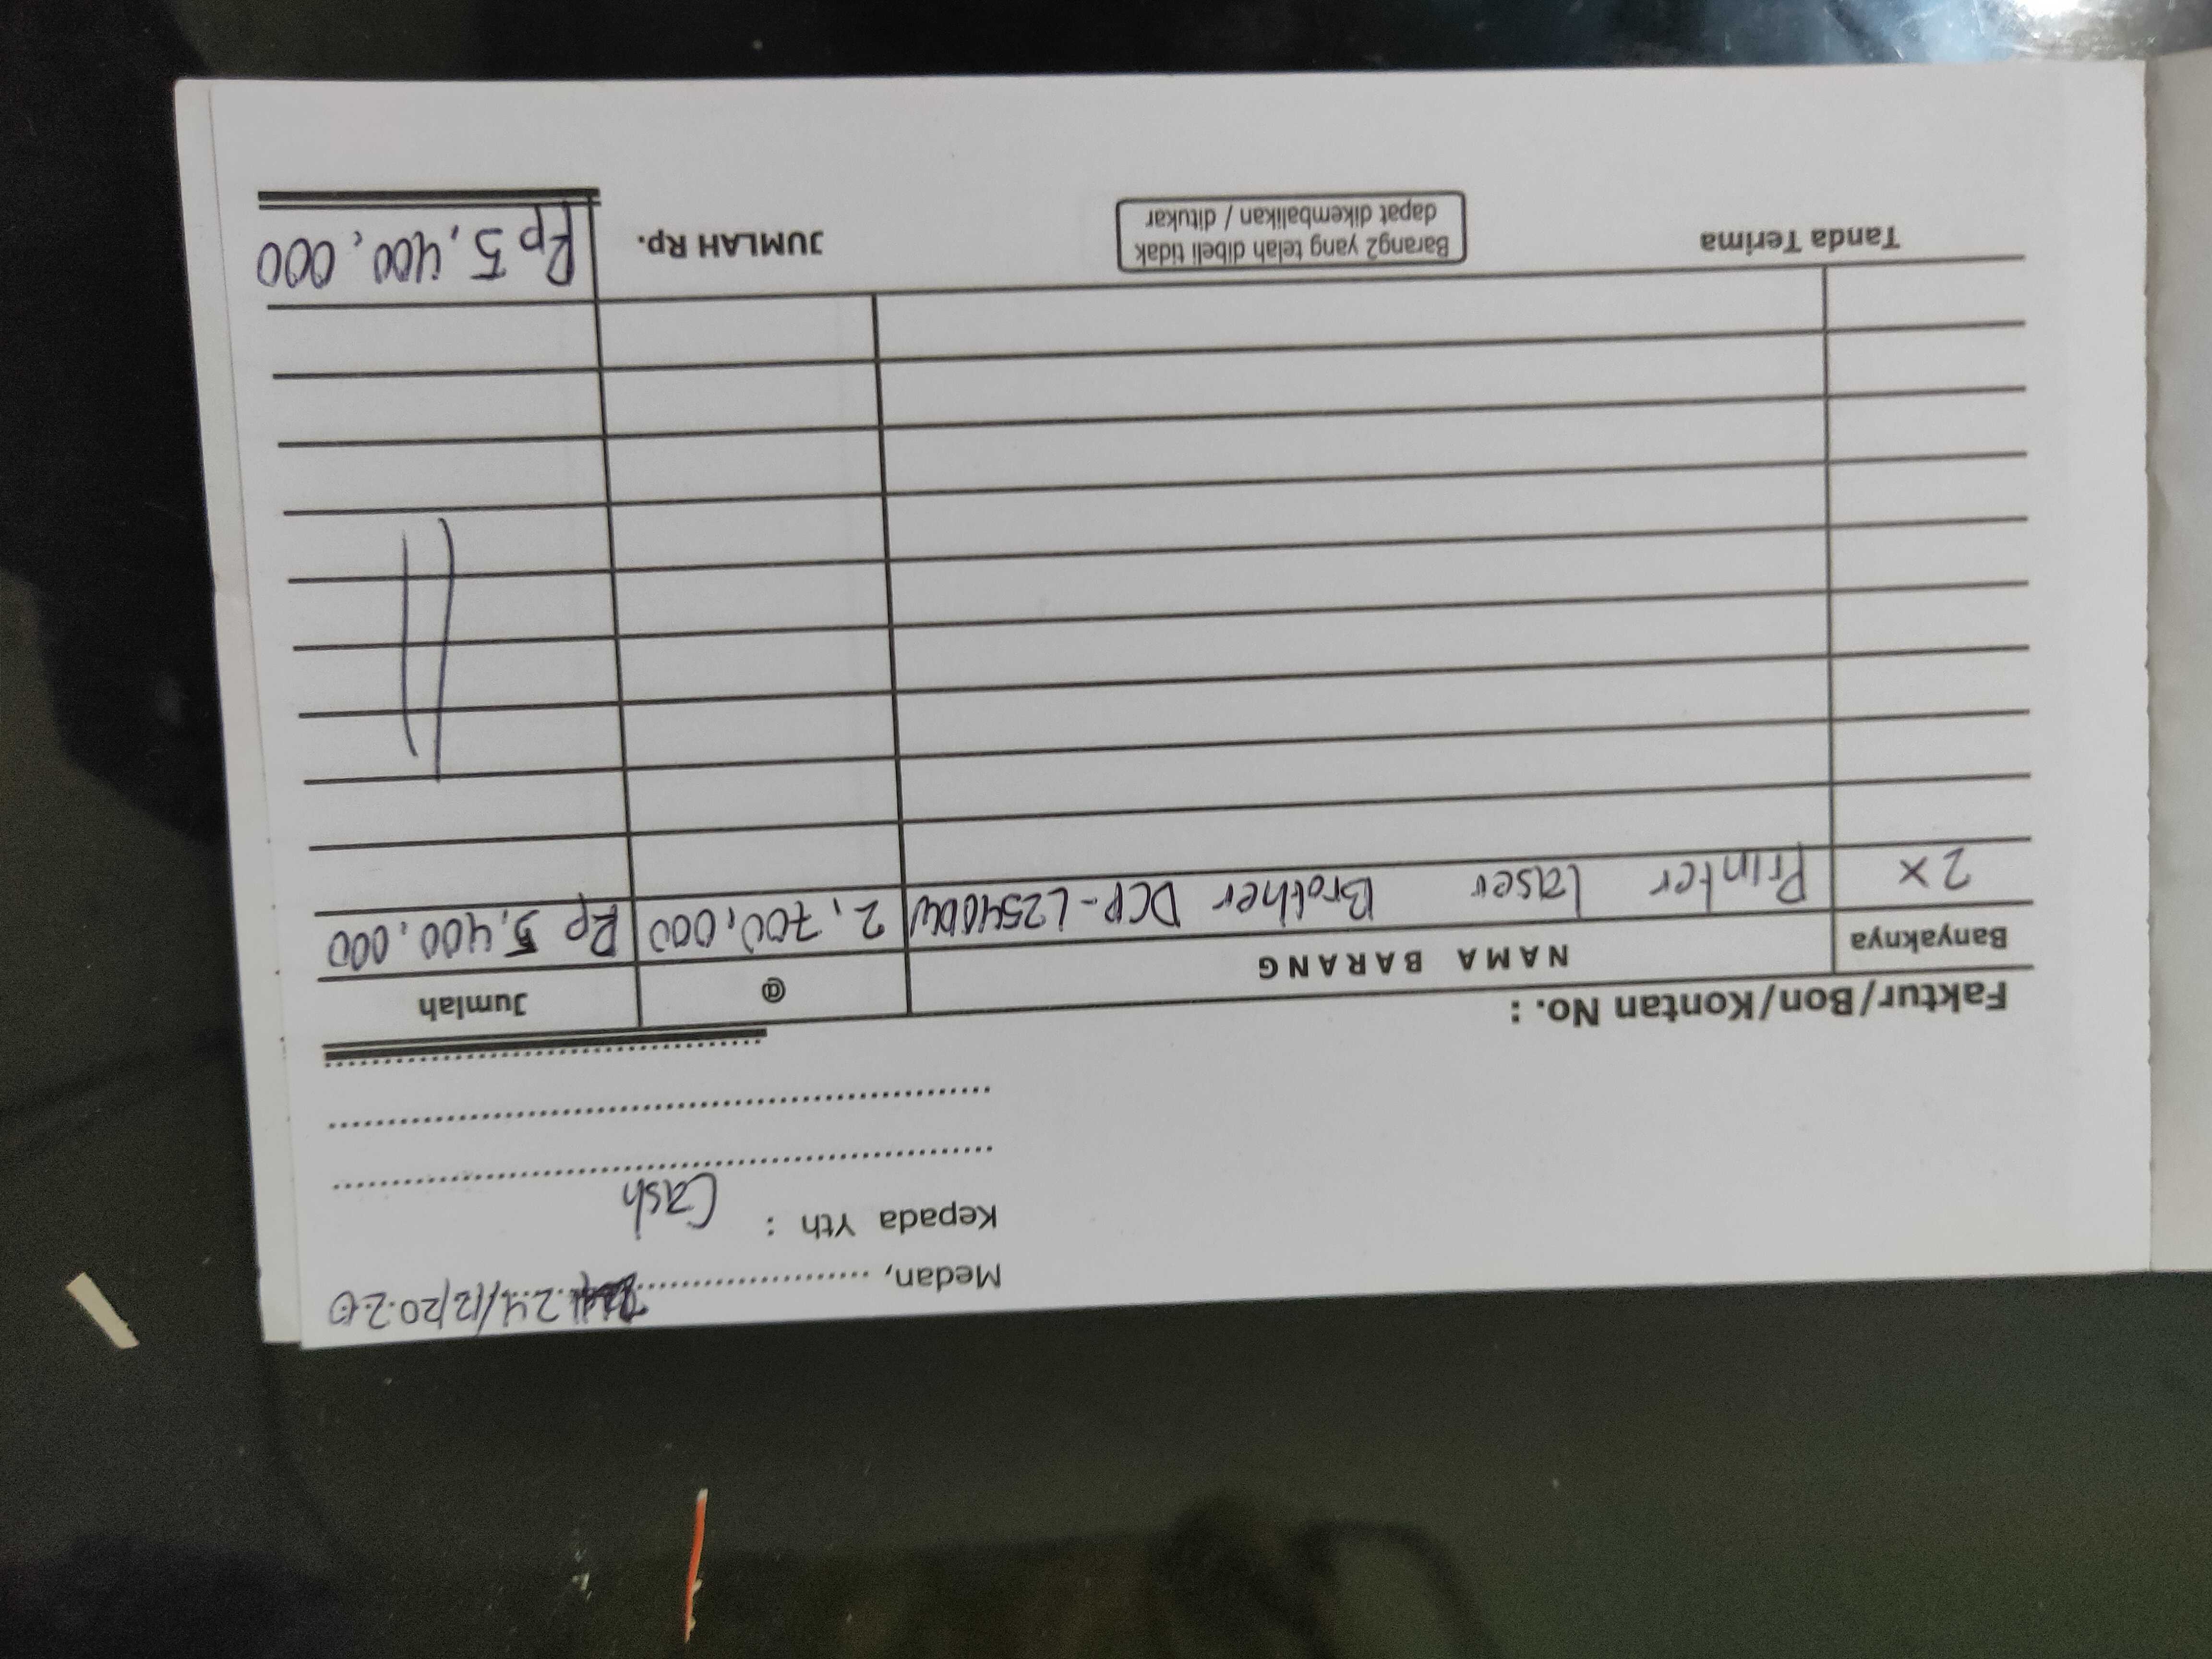 Medan, 24/12/2020
Kepada Yth : Cash
Faktur/Bon/Kontan No. :
Banyaknya NAMA BARANG @ Jumlah
2x Printer Laser Brother DCP-L2540DW 2,700,000 Rp 5,400,000
Tanda Terima
Barang2 yang telah dibeli tidak
dapat dikembalikan / ditukar
JUMLAH Rp. Rp 5,400,000